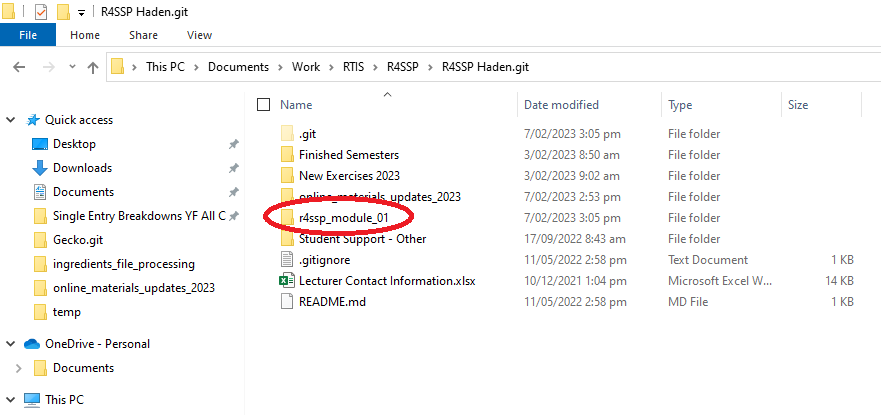 R4SSP Haden.git
File Home Share View
This PC Documents Work RTIS R4SSP R4SSP Haden.git
Name Date modified Type Size
Quick access
Desktop
Downloads
Documents
Single Entry Breakdowns YF All C
Gecko.git
ingredients_file_processing
online_materials_updates_2023
temp
OneDrive - Personal
Documents
This PC
.git 7/02/2023 3:05 pm File folder
Finished Semesters 3/02/2023 8:50 am File folder
New Exercises 2023 3/02/2023 9:02 am File folder
online_materials_updates_2023 7/02/2023 2:53 pm File folder
r4ssp_module_01 7/02/2023 3:05 pm File folder
Student Support - Other 17/09/2022 8:43 am File folder
.gitignore 11/05/2022 2:58 pm Text Document 1 KB
Lecturer Contact Information.xlsx 10/12/2021 1:04 pm Microsoft Excel W... 14 KB
README.md 11/05/2022 2:58 pm MD File 1 KB